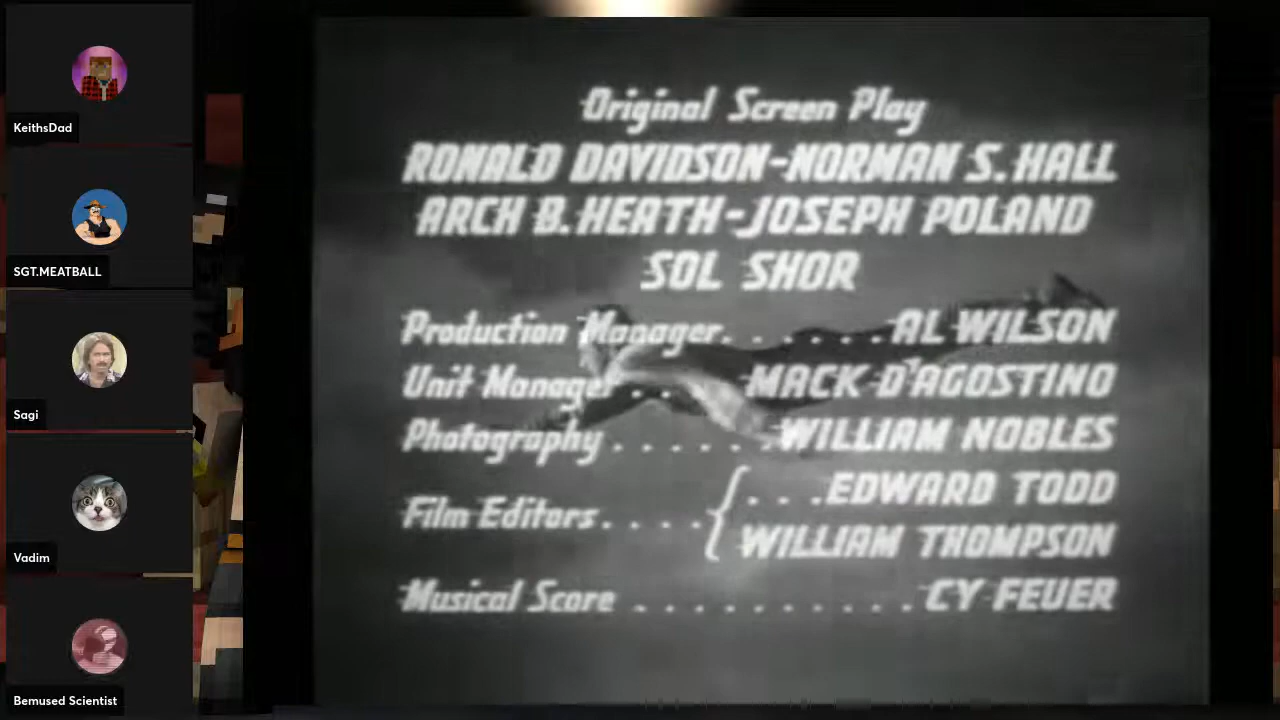 KeithsDad
SGT.MEATBALL
Sagi
Vadim
Bemused Scientist
Original Screen Play
RONALD DAVIDSON-NORMAN S. HALL
ARCH B. HEATH-JOSEPH POLAND
SOL SHOR
Production Manager. . . . . . . AL WILSON
Unit Manager . . . . MACK D'AGOSTINO
Photography . . . . . . WILLIAM NOBLES
Film Editors. . . . . { . . . EDWARD TODD
WILLIAM THOMPSON
Musical Score . . . . . . . . . . CY FEUER